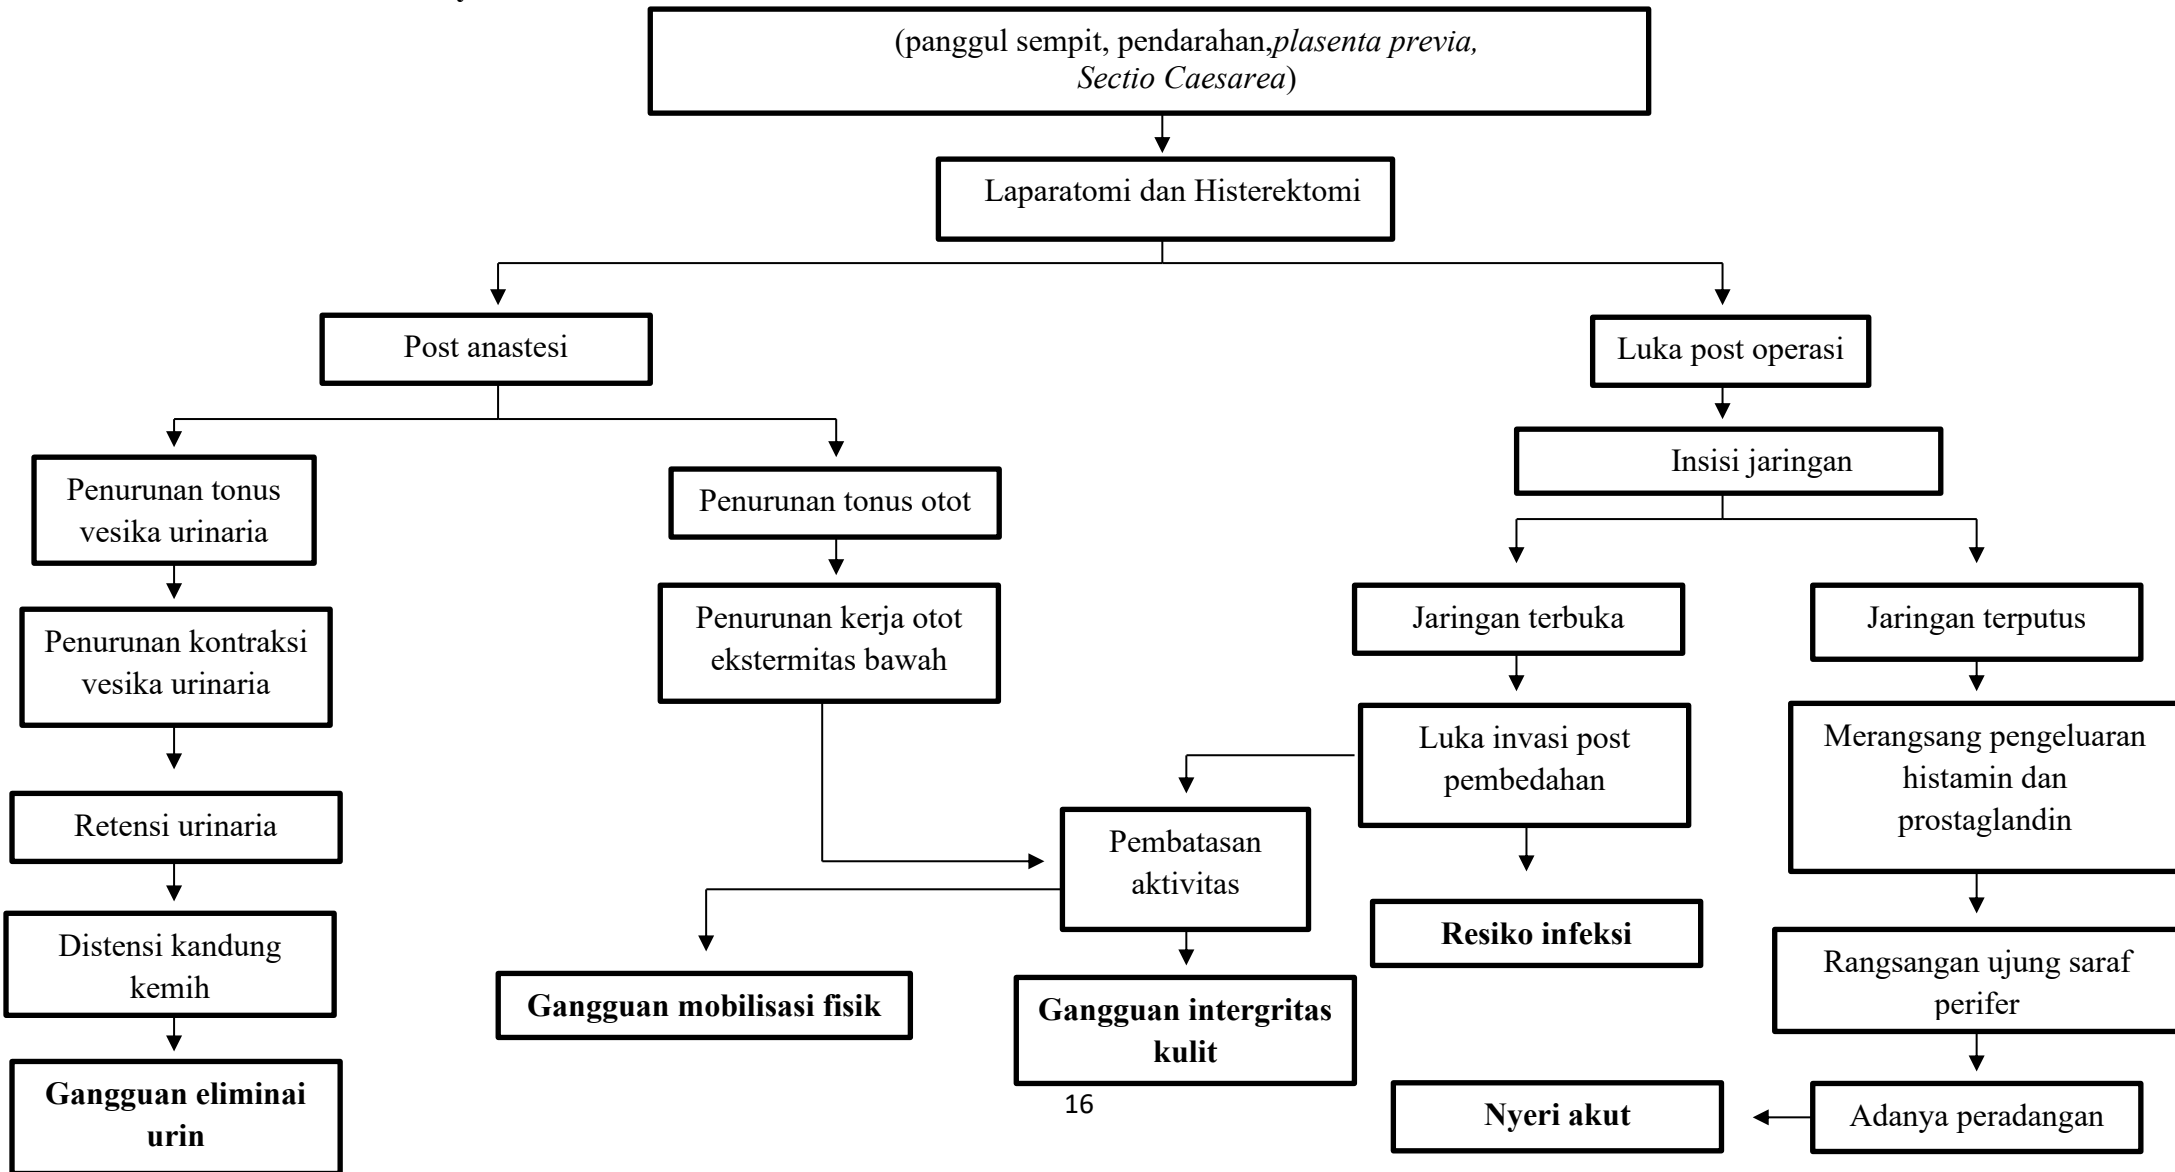 (panggul sempit, pendarahan,plasenta previa,
Sectio Caesarea)
Laparatomi dan Histerektomi
Post anastesi
Luka post operasi
Insisi jaringan
Penurunan tonus
vesika urinaria
Penurunan tonus otot
Jaringan terbuka
Jaringan terputus
Penurunan kontraksi
vesika urinaria
Penurunan kerja otot
ekstermitas bawah
Luka invasi post
pembedahan
Merangsang pengeluaran
histamin dan
prostaglandin
Retensi urinaria
Pembatasan
aktivitas
Resiko infeksi
Distensi kandung
kemih
Rangsangan ujung saraf
perifer
Gangguan mobilisasi fisik
Gangguan intergritas
kulit
Gangguan eliminai
urin
Nyeri akut
Adanya peradangan
16